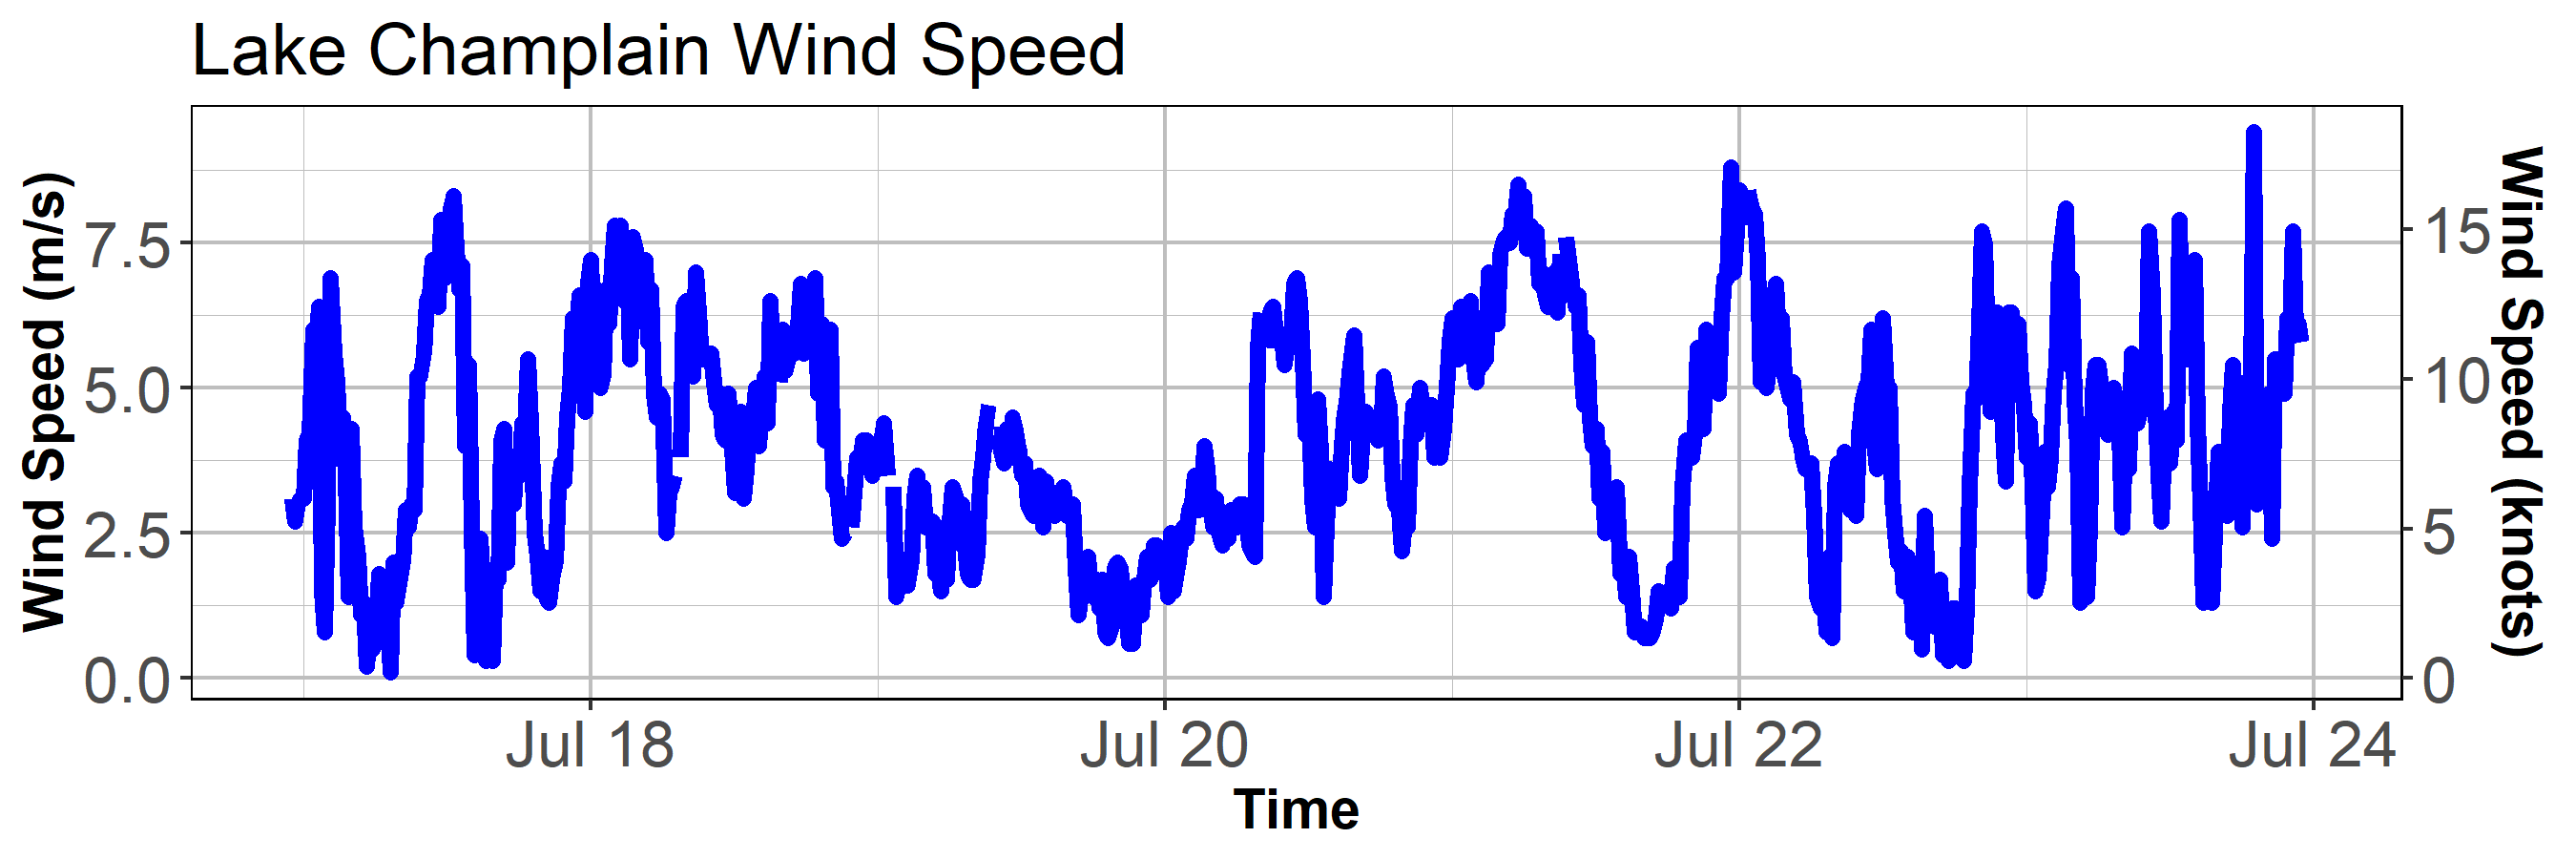 Lake Champlain Wind Speed
Wind Speed (m/s)
7.5
5.0
2.5
0.0
15
10
5
0
Wind Speed (knots)
Jul 18
Jul 20
Jul 22
Jul 24
Time